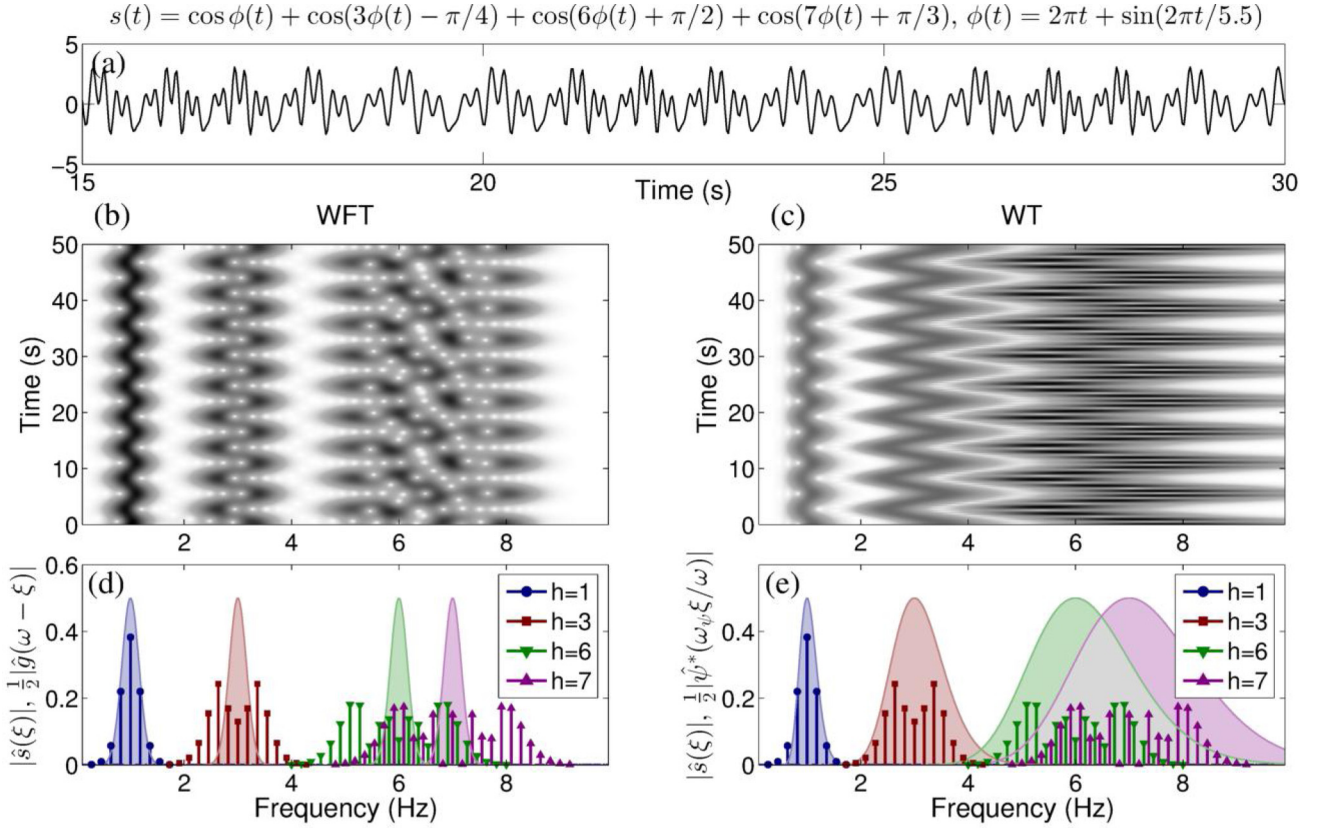 s(t) = cos ϕ(t) + cos(3ϕ(t) − π/4) + cos(6ϕ(t) + π/2) + cos(7ϕ(t) + π/3), ϕ(t) = 2πt + sin(2πt/5.5)
(a)
5
0
−5
15 20 25 30
Time (s)
(b) WFT
50
40
30
20
10
0
Time (s)
2 4 6 8
(c) WT
50
40
30
20
10
0
Time (s)
2 4 6 8
(d)
0.6
0.4
0.2
0
|ŝ(ξ)|, ½|ĝ(ω − ξ)|
h=1
h=3
h=6
h=7
2 4 6 8
Frequency (Hz)
(e)
0.4
0.2
0
|ŝ(ξ)|, ½|ψ̂*(ω_ψ ξ/ω)|
h=1
h=3
h=6
h=7
2 4 6 8
Frequency (Hz)